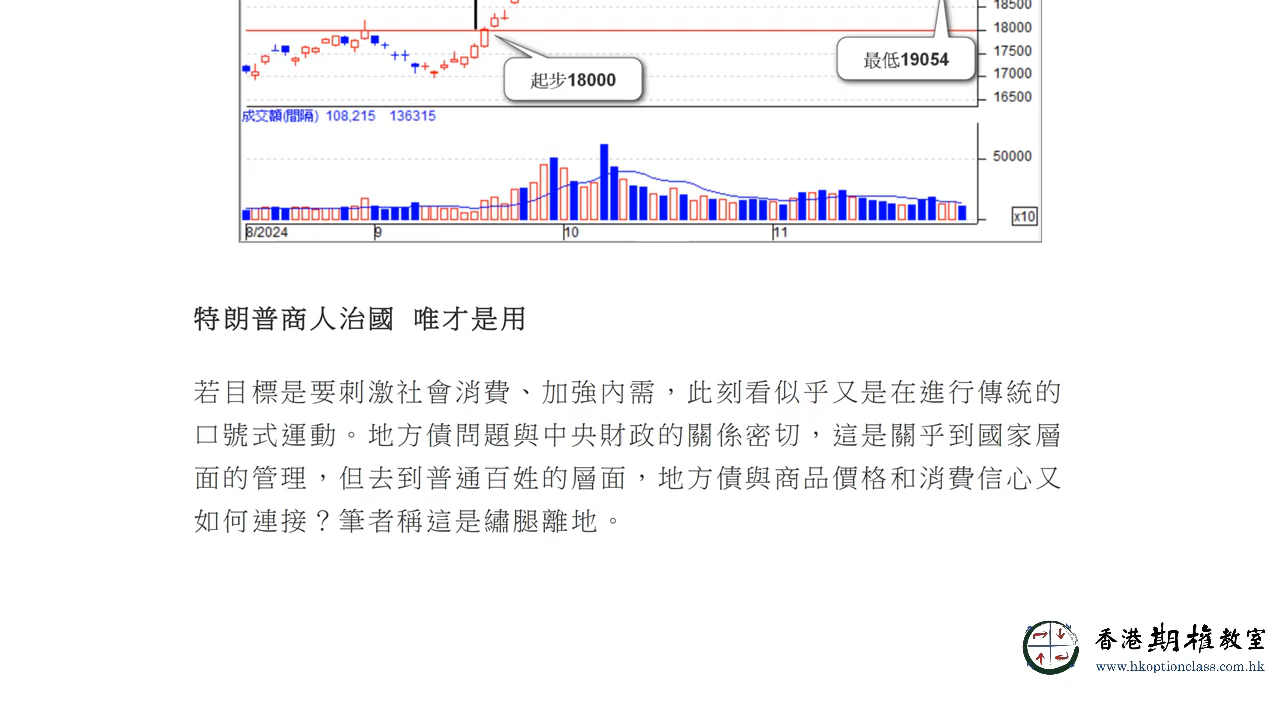 18500
18000
17500
17000
16500
最低19054
起步18000
成交額(間隔) 108,215 136315
50000
x10
8/2024 9 10 11
特朗普商人治國 唯才是用
若目標是要刺激社會消費、加強內需，此刻看似乎又是在進行傳統的
口號式運動。地方債問題與中央財政的關係密切，這是關乎到國家層
面的管理，但去到普通百姓的層面，地方債與商品價格和消費信心又
如何連接？筆者稱這是繡腿離地。
香港期權教室
www.hkoptionclass.com.hk